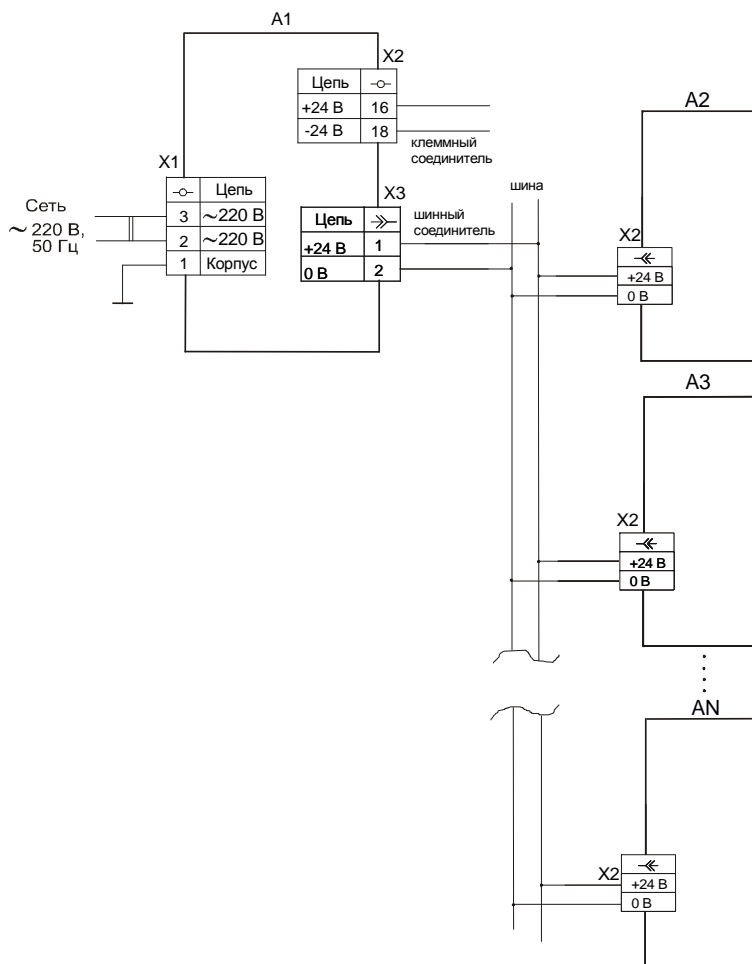 A1
X2
Цепь
+24 В 16
-24 В 18
клеммный
соединитель
X1
Цепь
3 ~220 В
2 ~220 В
1 Корпус
Сеть
~ 220 В,
50 Гц
X3
Цепь
+24 В 1
0 В 2
шинный
соединитель
шина
A2
X2
+24 В
0 В
A3
X2
+24 В
0 В
AN
X2
+24 В
0 В